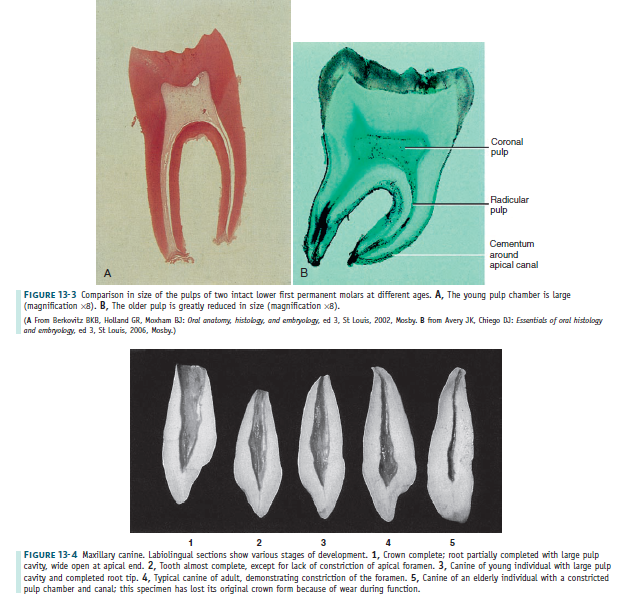 Coronal
pulp
Radicular
pulp
Cementum
around
apical canal
A
B
FIGURE 13-3 Comparison in size of the pulps of two intact lower first permanent molars at different ages. A, The young pulp chamber is large
(magnification ×8). B, The older pulp is greatly reduced in size (magnification ×8).
(A From Berkovitz BKB, Holland GR, Moxham BJ: Oral anatomy, histology, and embryology, ed 3, St Louis, 2002, Mosby. B from Avery JK, Chiego DJ: Essentials of oral histology
and embryology, ed 3, St Louis, 2006, Mosby.)
1 2 3 4 5
FIGURE 13-4 Maxillary canine. Labiolingual sections show various stages of development. 1, Crown complete; root partially completed with large pulp
cavity, wide open at apical end. 2, Tooth almost complete, except for lack of constriction of apical foramen. 3, Canine of young individual with large pulp
cavity and completed root tip. 4, Typical canine of adult, demonstrating constriction of the foramen. 5, Canine of an elderly individual with a constricted
pulp chamber and canal; this specimen has lost its original crown form because of wear during function.